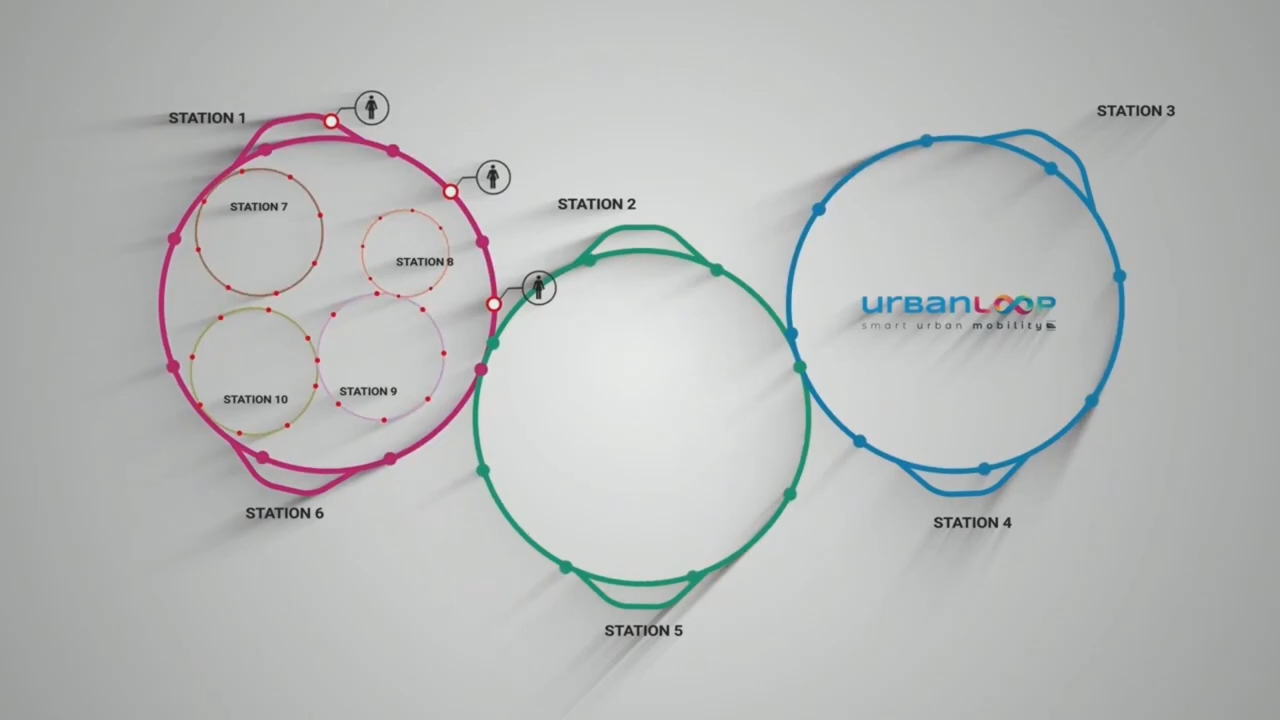 STATION 1
STATION 3
STATION 7
STATION 2
STATION 8
urbanLOOP
smart urban mobility
STATION 9
STATION 10
STATION 6
STATION 4
STATION 5